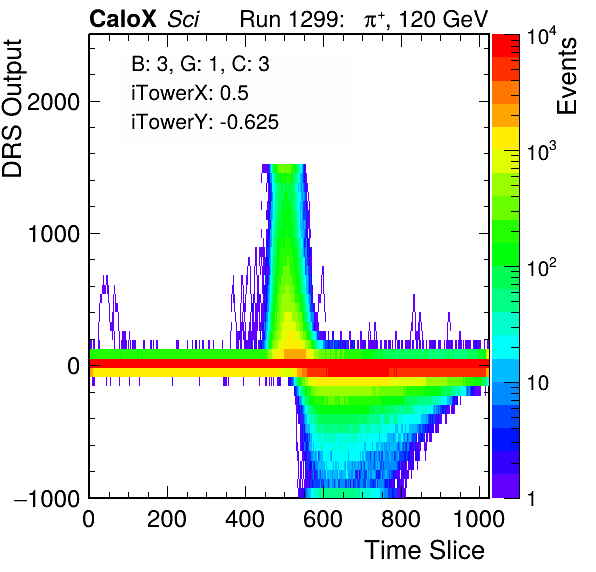 CaloX Sci Run 1299: π⁺, 120 GeV
B: 3, G: 1, C: 3
iTowerX: 0.5
iTowerY: -0.625
DRS Output
2000
1000
0
−1000
0 200 400 600 800 1000
Time Slice
Events
10⁴
10³
10²
10
1